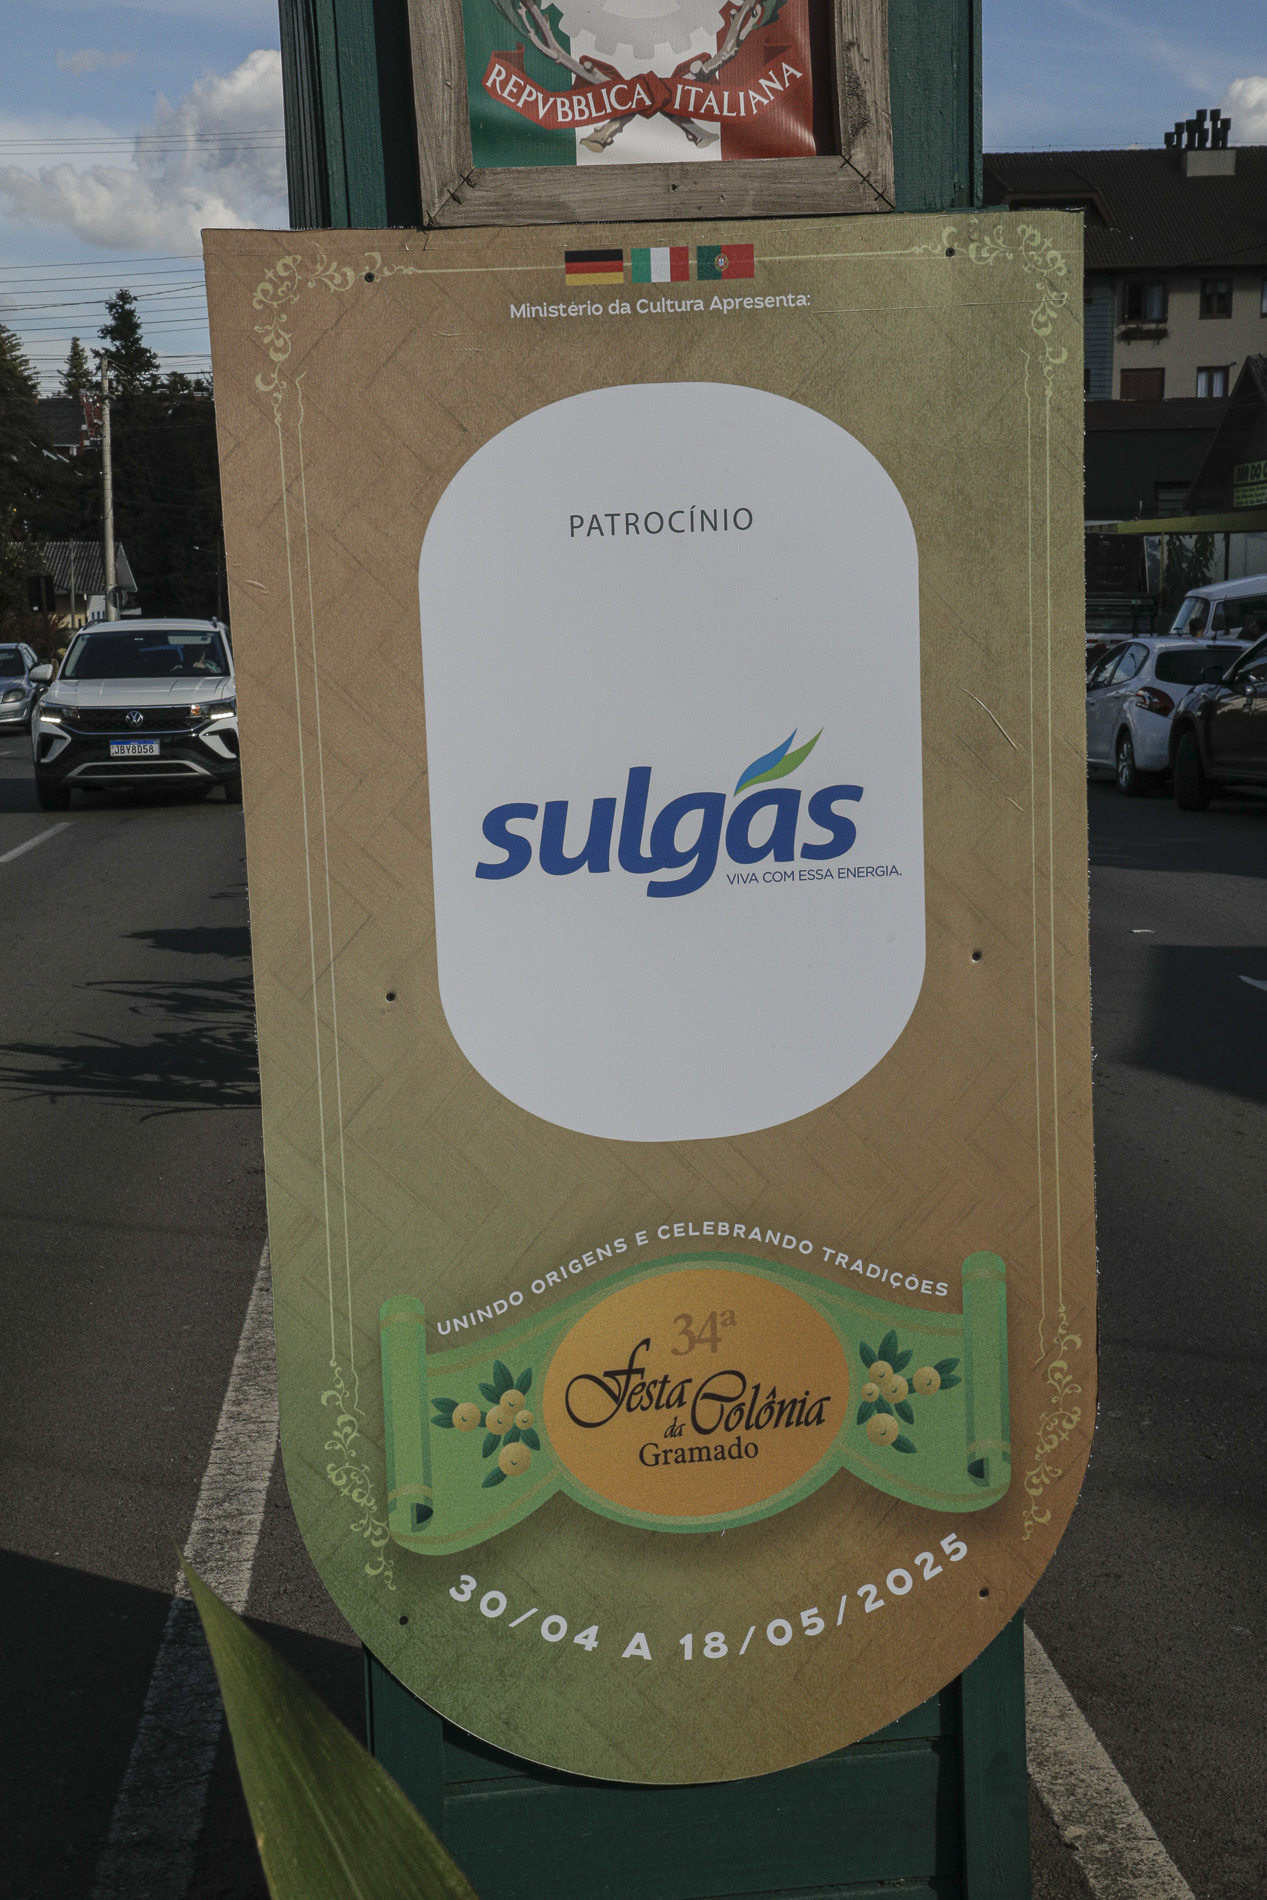 REPVBBLICA ITALIANA
Ministério da Cultura Apresenta:
PATROCÍNIO
sulgás
VIVA COM ESSA ENERGIA.
JBY8D58
UNINDO ORIGENS E CELEBRANDO TRADIÇÕES
34ª
Festa da Colônia
Gramado
30/04 A 18/05/2025